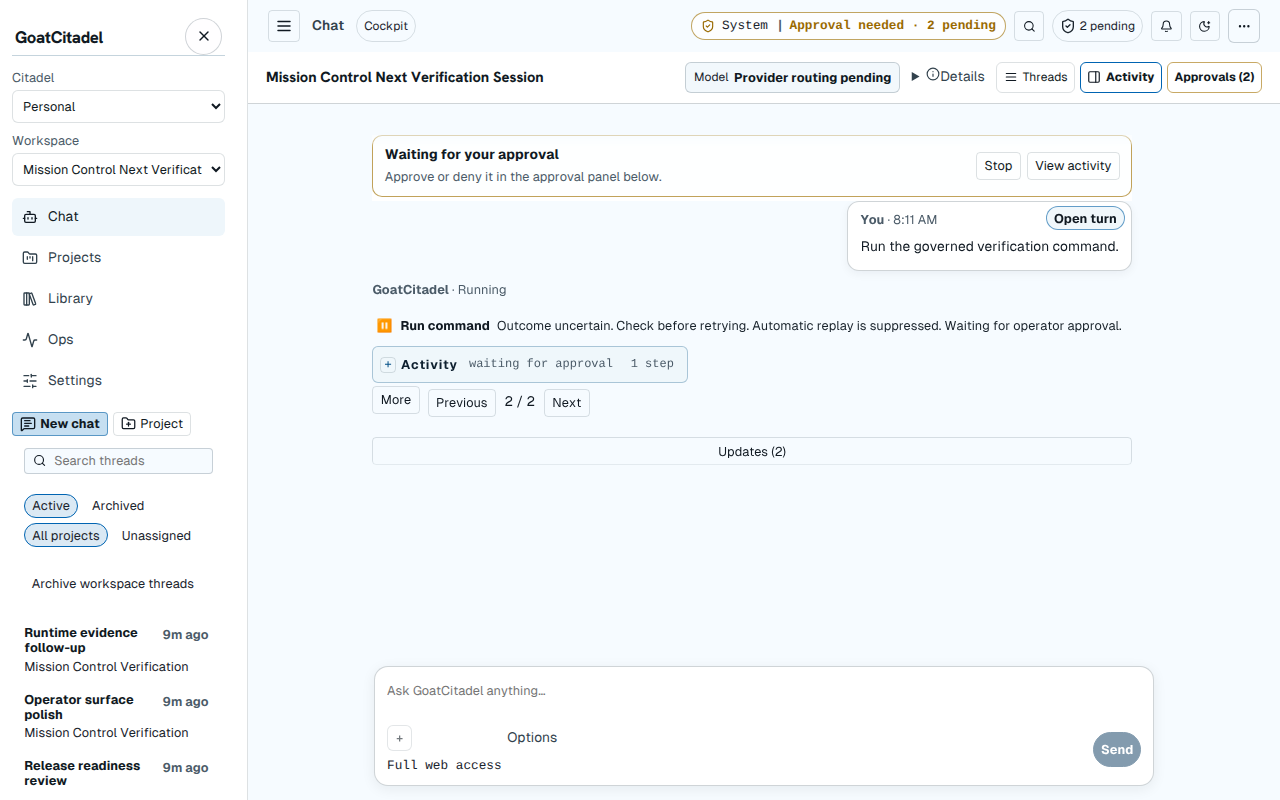 GoatCitadel
Citadel
Personal
Workspace
Mission Control Next Verificat
Chat
Projects
Library
Ops
Settings
New chat
Project
Search threads
Active
Archived
All projects
Unassigned
Archive workspace threads
Runtime evidence follow-up
9m ago
Mission Control Verification
Operator surface polish
9m ago
Mission Control Verification
Release readiness review
9m ago
Chat
Cockpit
System | Approval needed · 2 pending
2 pending
Mission Control Next Verification Session
Model Provider routing pending
Details
Threads
Activity
Approvals (2)
Waiting for your approval
Approve or deny it in the approval panel below.
Stop
View activity
You · 8:11 AM
Open turn
Run the governed verification command.
GoatCitadel · Running
Run command Outcome uncertain. Check before retrying. Automatic replay is suppressed. Waiting for operator approval.
+ Activity waiting for approval 1 step
More
Previous
2 / 2
Next
Updates (2)
Ask GoatCitadel anything…
+
Options
Full web access
Send